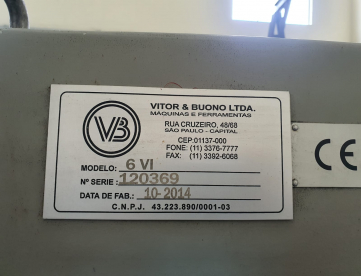 VB
VITOR & BUONO LTDA.
MÁQUINAS E FERRAMENTAS
RUA CRUZEIRO, 48/68
SÃO PAULO - CAPITAL
CEP:01137-000
FONE: (11) 3376-7777
FAX: (11) 3392-6068
MODELO: 6 VI
Nº SERIE: 120369
DATA DE FAB.: 10-2014
C.N.P.J. 43.223.890/0001-03
CE